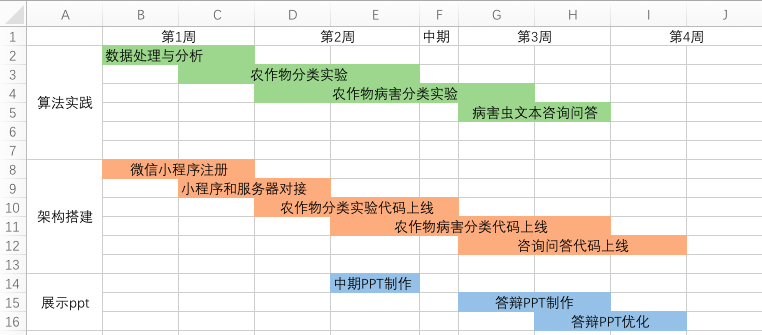 A B C D E F G H I J
1 第1周 第2周 中期 第3周 第4周
2 数据处理与分析
3 农作物分类实验
4 农作物病害分类实验
算法实践
5 病害虫文本咨询问答
6
7
8 微信小程序注册
9 小程序和服务器对接
10 农作物分类实验代码上线
架构搭建
11 农作物病害分类代码上线
12 咨询问答代码上线
13
14 中期PPT制作
15 展示ppt 答辩PPT制作
16 答辩PPT优化